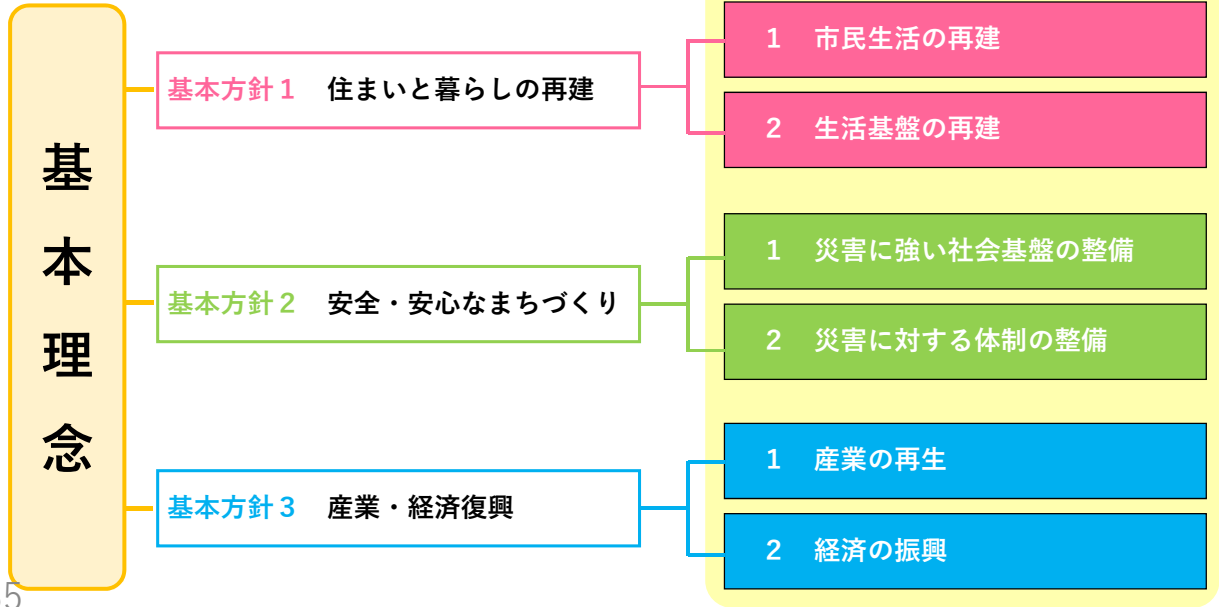 基本理念
基本方針１　住まいと暮らしの再建
1　市民生活の再建
2　生活基盤の再建
基本方針２　安全・安心なまちづくり
1　災害に強い社会基盤の整備
2　災害に対する体制の整備
基本方針３　産業・経済復興
1　産業の再生
2　経済の振興